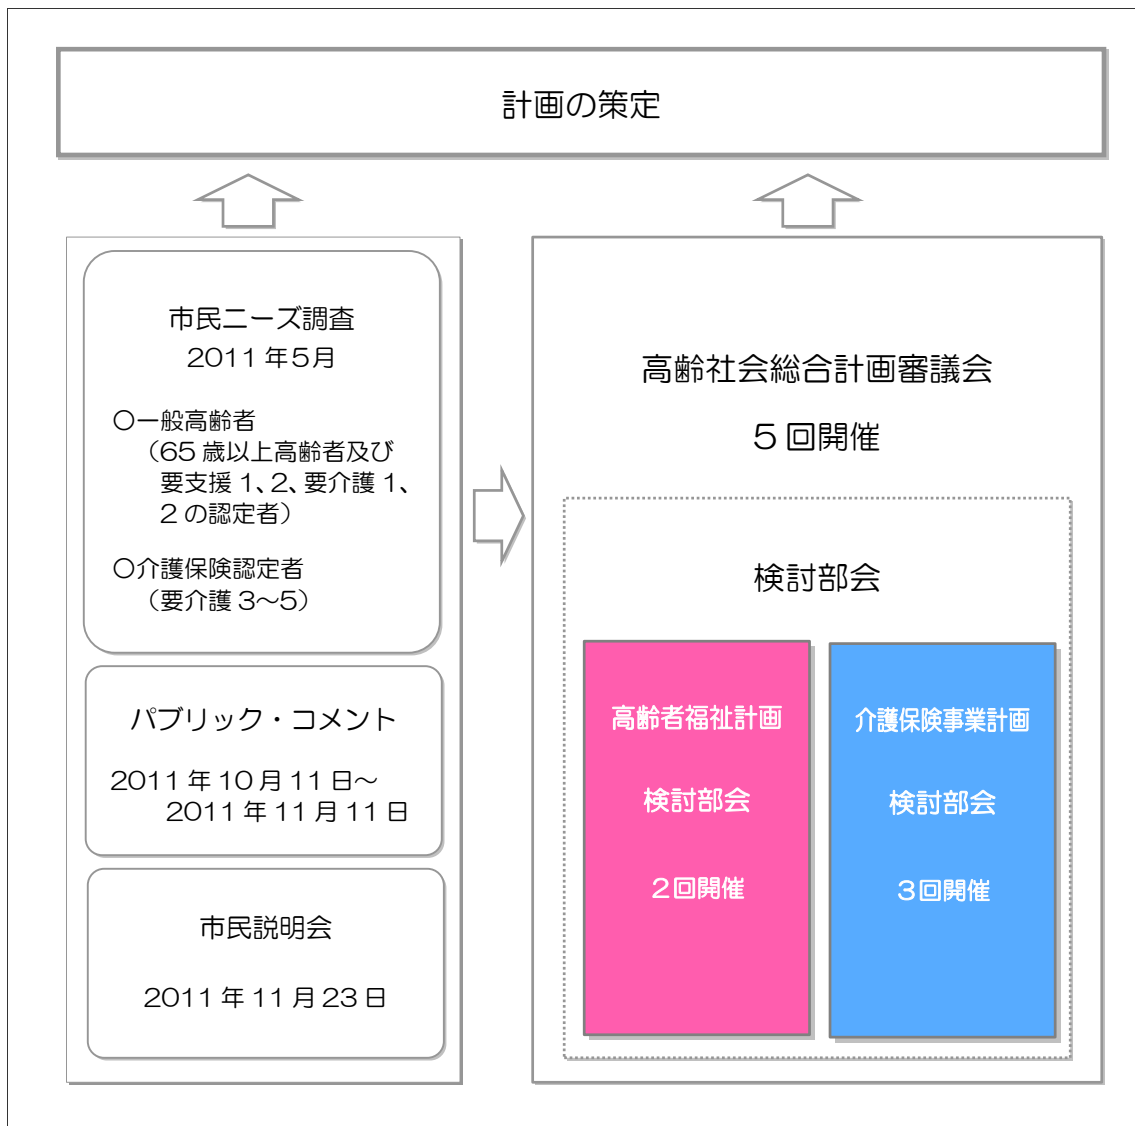 計画の策定
市民ニーズ調査
2011年5月
○一般高齢者
（65歳以上高齢者及び
要支援1、2、要介護1、
2の認定者）
○介護保険認定者
（要介護3～5）
パブリック・コメント
2011年10月11日～
2011年11月11日
市民説明会
2011年11月23日
高齢社会総合計画審議会
5回開催
検討部会
高齢者福祉計画
検討部会
2回開催
介護保険事業計画
検討部会
3回開催